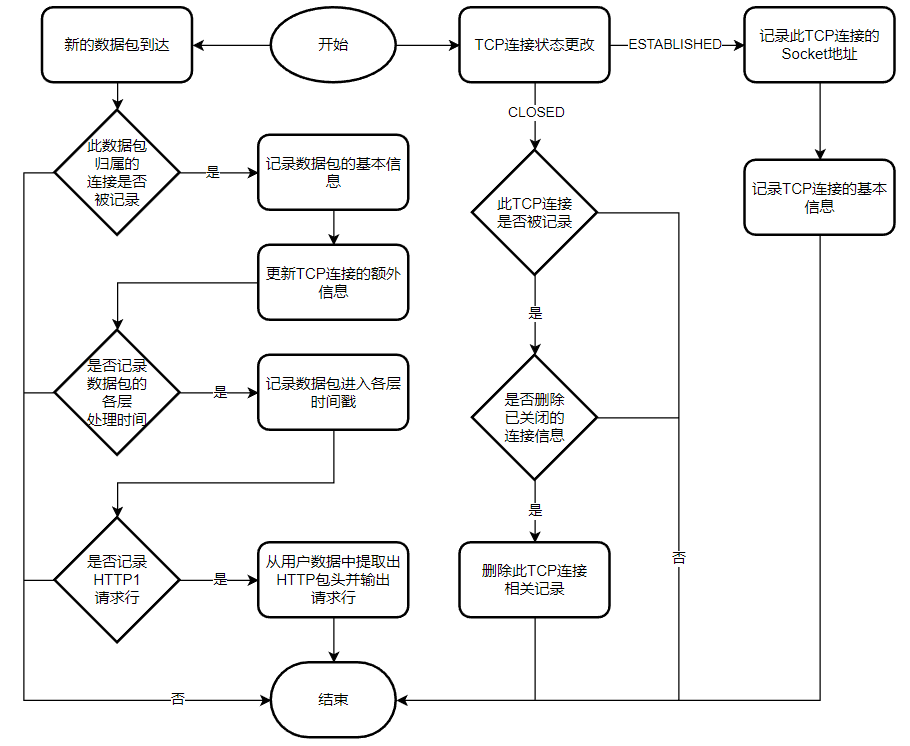 新的数据包到达
开始
TCP连接状态更改
ESTABLISHED
记录此TCP连接的
Socket地址
CLOSED
此数据包
归属的
连接是否
被记录
是
记录数据包的基本信
息
此TCP连接
是否被记录
记录TCP连接的基本
信息
更新TCP连接的额外
信息
是
是否记录
数据包的
各层
处理时间
是
记录数据包进入各层
时间戳
是否删除
已关闭的
连接信息
是
是否记录
HTTP1
请求行
是
从用户数据中提取出
HTTP包头并输出
请求行
删除此TCP连接
相关记录
否
否
结束